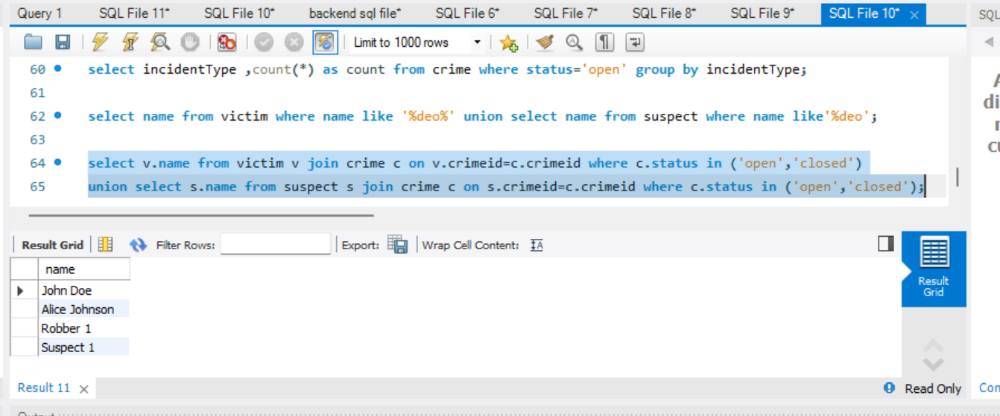 Query 1 SQL File 11* SQL File 10* backend sql file* SQL File 6* SQL File 7* SQL File 8* SQL File 9* SQL File 10* × SQL
Limit to 1000 rows
60 select incidentType ,count(*) as count from crime where status='open' group by incidentType;
61
62 select name from victim where name like '%deo%' union select name from suspect where name like'%deo';
63
64 select v.name from victim v join crime c on v.crimeid=c.crimeid where c.status in ('open','closed')
65 union select s.name from suspect s join crime c on s.crimeid=c.crimeid where c.status in ('open','closed');
Result Grid Filter Rows: Export: Wrap Cell Content:
name
John Doe
Alice Johnson
Robber 1
Suspect 1
Result
Grid
Result 11 × Read Only
Output